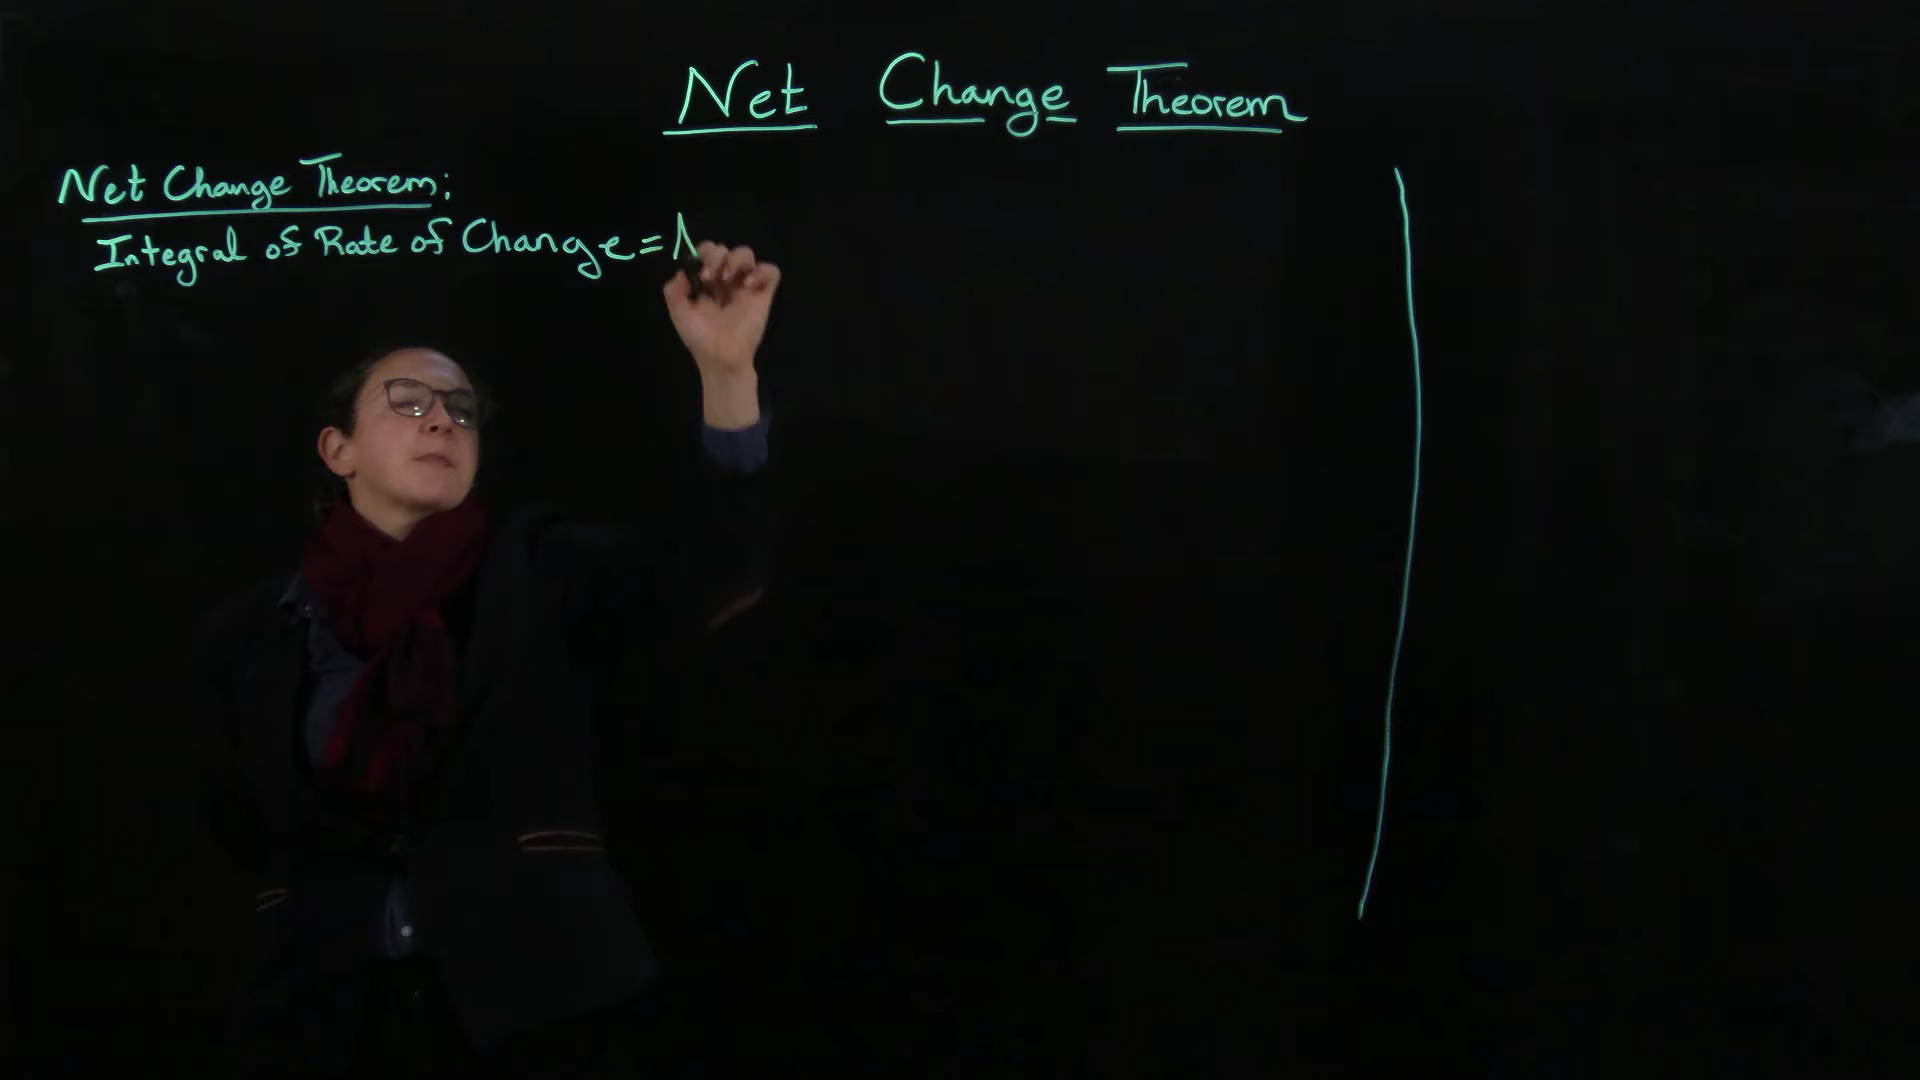 Net Change Theorem
Net Change Theorem:
Integral of Rate of Change =